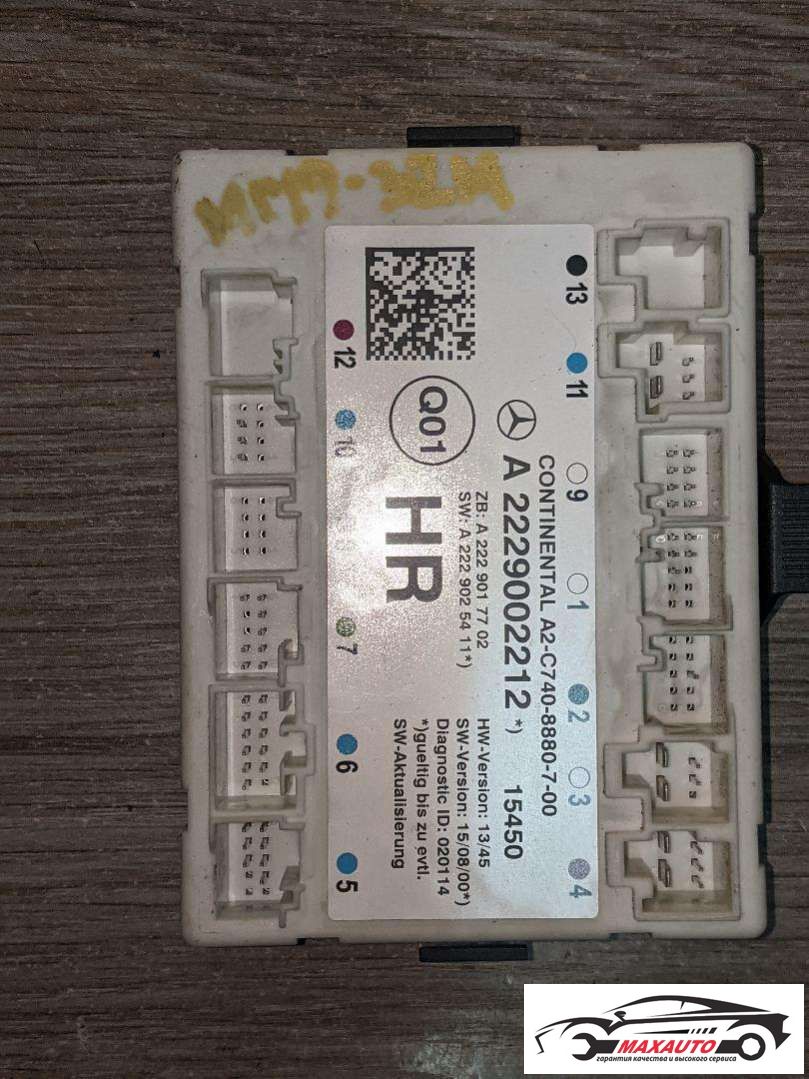 13
11
9
1
2
3
4
CONTINENTAL A2-C740-8880-7-00
A 2229002212 *) 15450
ZB: A 222 901 77 02
SW: A 222 902 54 11*)
HW-Version: 13/45
SW-Version: 15/08/00*)
Diagnostic ID: 020114
*)gueltig bis zu evtl.
SW-Aktualisierung
Q01
HR
12
10
7
6
5
MAXAUTO
гарантия качества и высокого сервиса